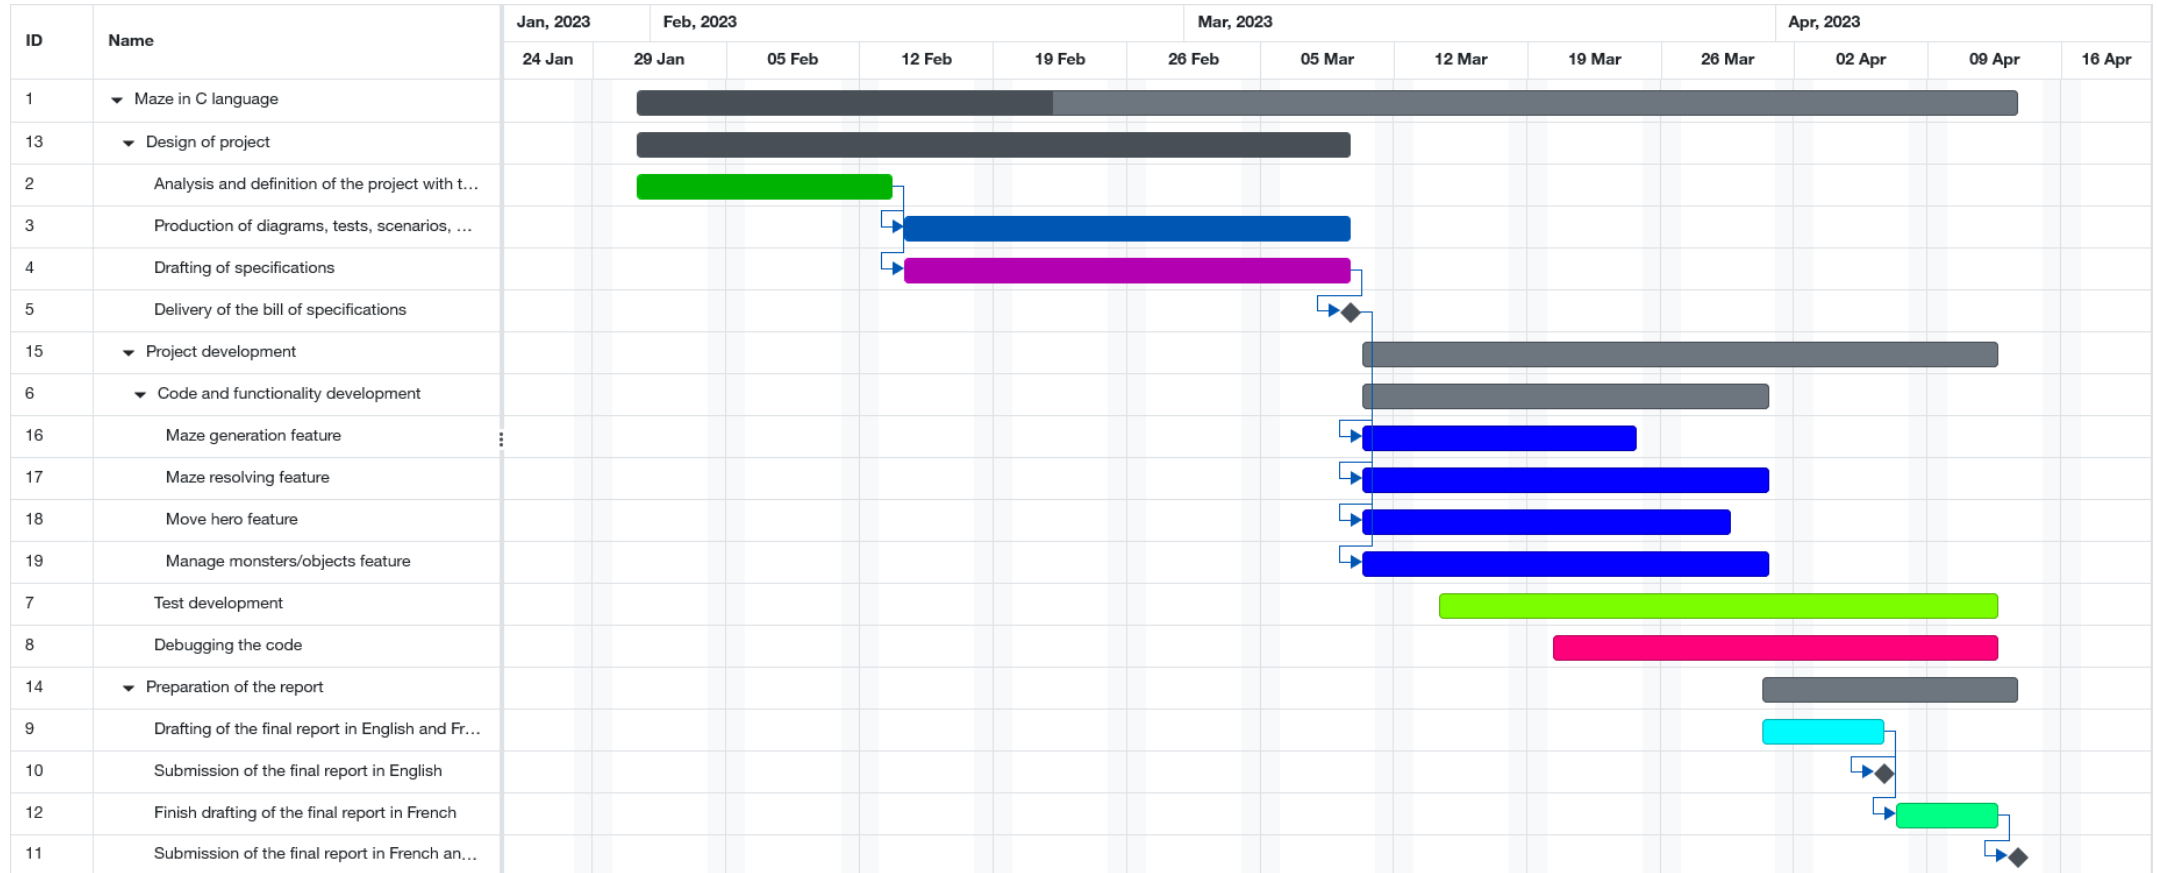 ID Name Jan, 2023 Feb, 2023 Mar, 2023 Apr, 2023
24 Jan 29 Jan 05 Feb 12 Feb 19 Feb 26 Feb 05 Mar 12 Mar 19 Mar 26 Mar 02 Apr 09 Apr 16 Apr
1 Maze in C language
13 Design of project
2 Analysis and definition of the project with t...
3 Production of diagrams, tests, scenarios, ...
4 Drafting of specifications
5 Delivery of the bill of specifications
15 Project development
6 Code and functionality development
16 Maze generation feature
17 Maze resolving feature
18 Move hero feature
19 Manage monsters/objects feature
7 Test development
8 Debugging the code
14 Preparation of the report
9 Drafting of the final report in English and Fr...
10 Submission of the final report in English
12 Finish drafting of the final report in French
11 Submission of the final report in French an...